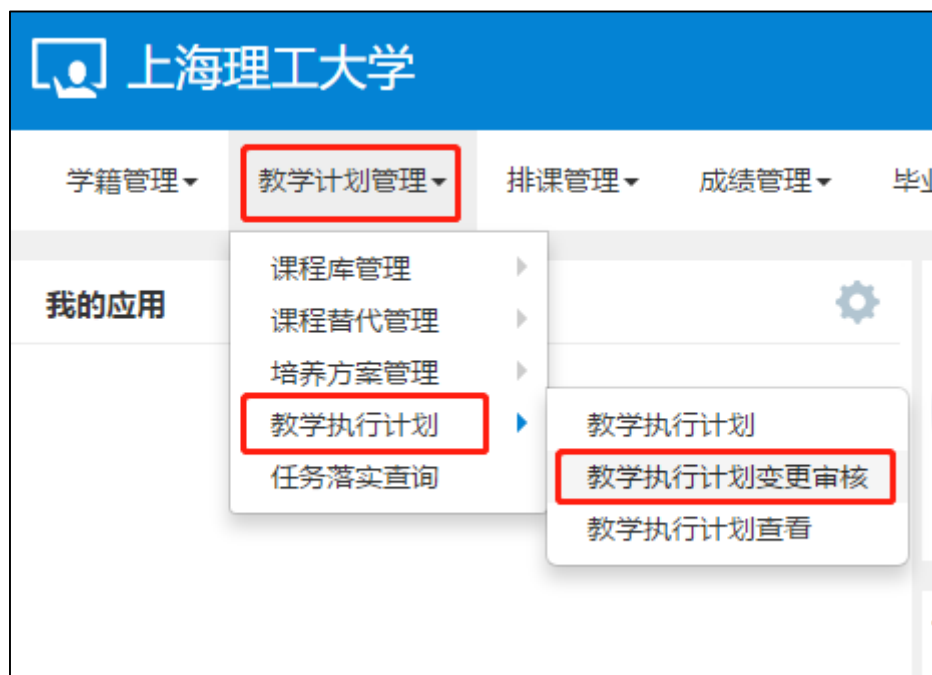 上海理工大学
学籍管理 教学计划管理 排课管理 成绩管理 毕业
我的应用
课程库管理
课程替代管理
培养方案管理
教学执行计划
任务落实查询
教学执行计划
教学执行计划变更审核
教学执行计划查看